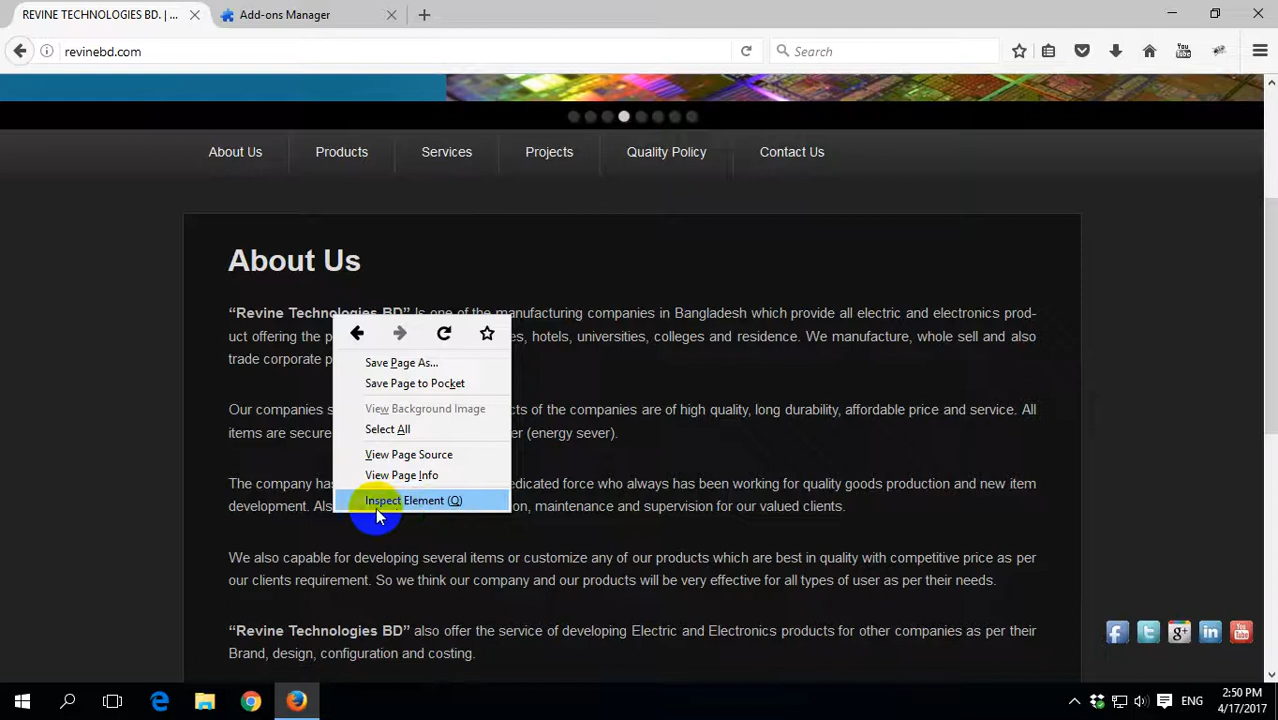 REVINE TECHNOLOGIES BD. | ...
Add-ons Manager
revinebd.com
Search
About Us
Products
Services
Projects
Quality Policy
Contact Us
About Us
“Revine Technologies BD” Is one of the manufacturing companies in Bangladesh which provide all electric and electronics prod-
uct offering the p es, hotels, universities, colleges and residence. We manufacture, whole sell and also
trade corporate p
Our companies s cts of the companies are of high quality, long durability, affordable price and service. All
items are secure er (energy sever).
The company has edicated force who always has been working for quality goods production and new item
development. Als on, maintenance and supervision for our valued clients.
We also capable for developing several items or customize any of our products which are best in quality with competitive price as per
our clients requirement. So we think our company and our products will be very effective for all types of user as per their needs.
“Revine Technologies BD” also offer the service of developing Electric and Electronics products for other companies as per their
Brand, design, configuration and costing.
Save Page As...
Save Page to Pocket
View Background Image
Select All
View Page Source
View Page Info
Inspect Element (Q)
ENG
2:50 PM
4/17/2017